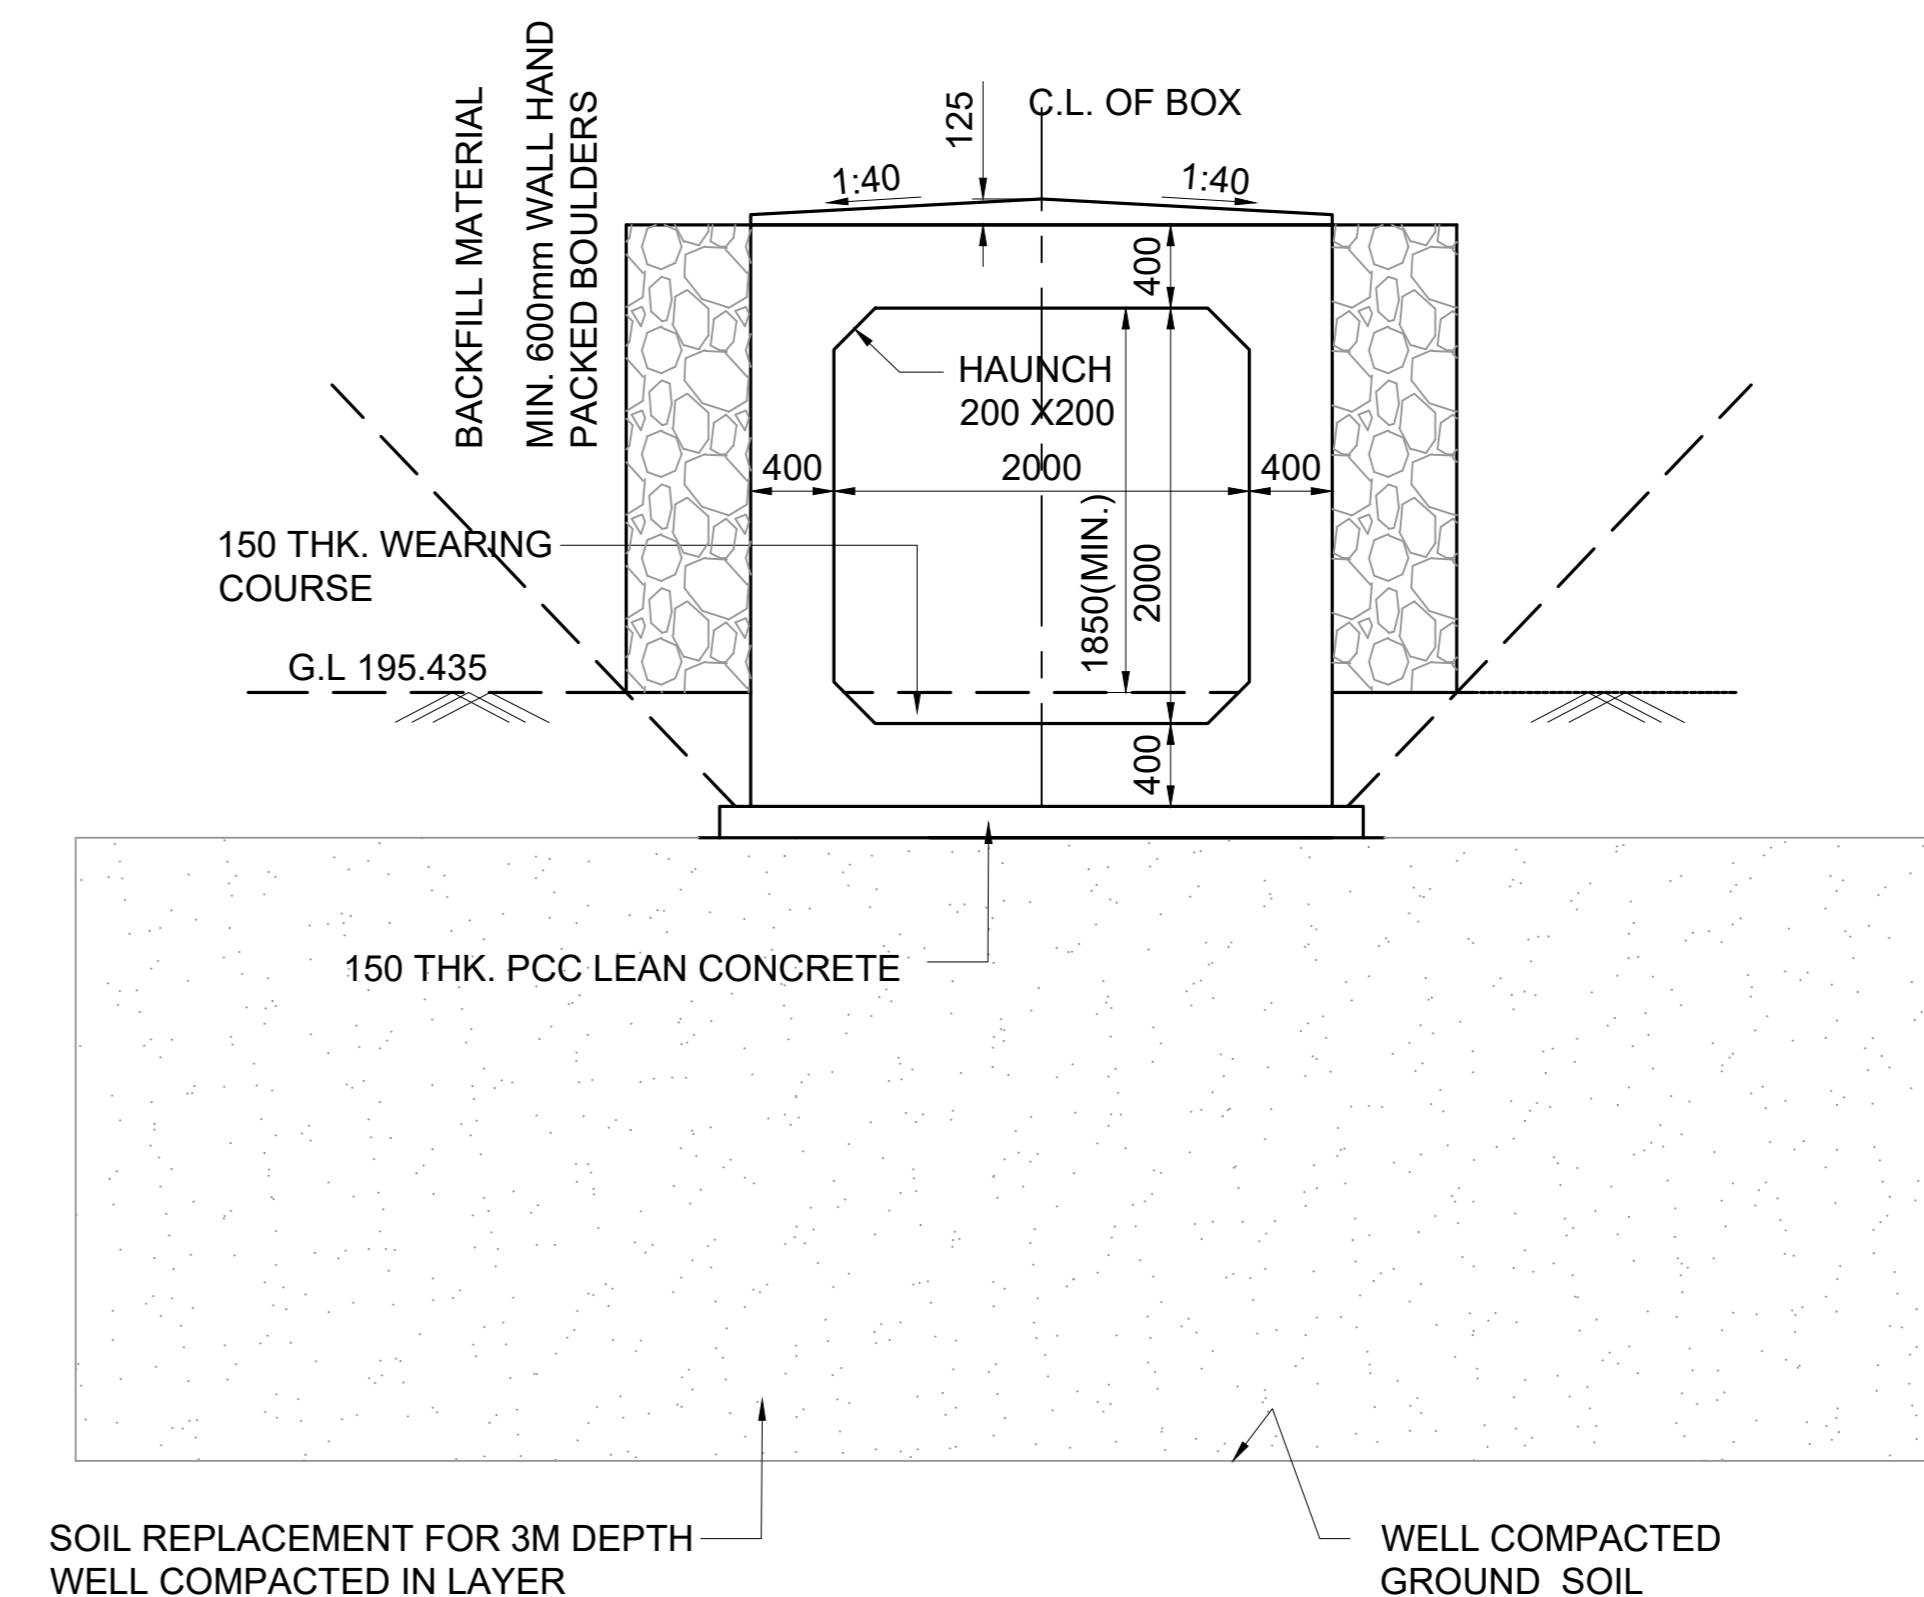 BACKFILL MATERIAL
MIN. 600mm WALL HAND
PACKED BOULDERS
125
C.L. OF BOX
1:40
1:40
400
HAUNCH
200 X200
400
2000
400
1850(MIN.)
2000
150 THK. WEARING
COURSE
G.L 195.435
400
150 THK. PCC LEAN CONCRETE
SOIL REPLACEMENT FOR 3M DEPTH
WELL COMPACTED IN LAYER
WELL COMPACTED
GROUND SOIL